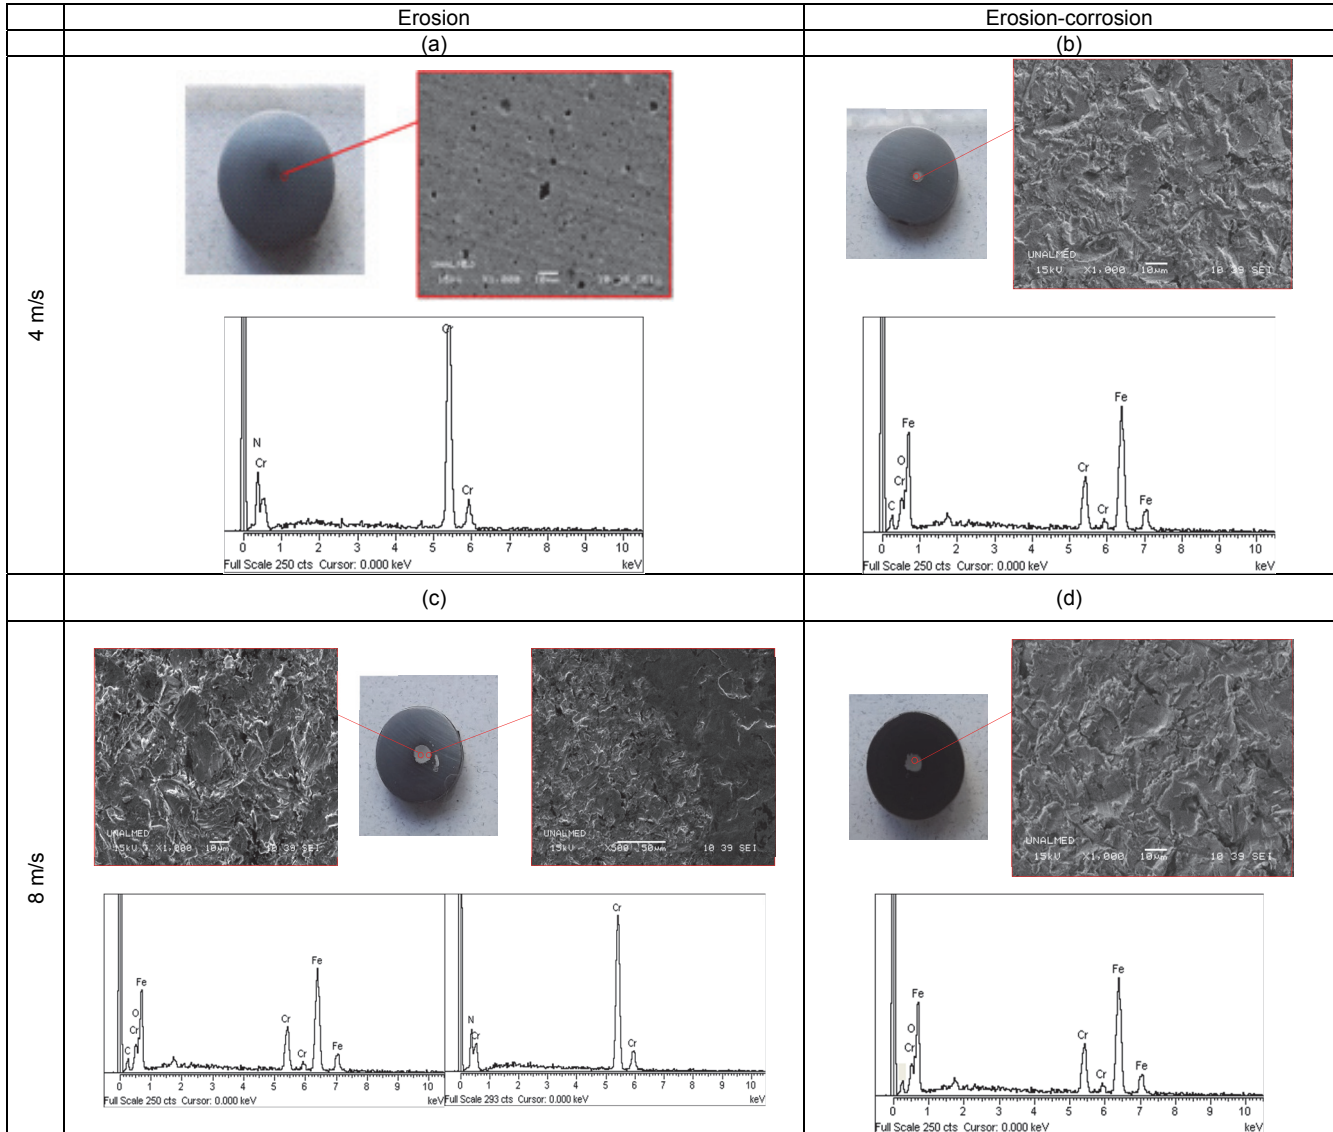 Erosion
Erosion-corrosion
(a)
(b)
4 m/s
UNALMED
15kV X1,000 10µm 10 39 SEI
UNALMED
15kV X1,000 10µm 10 39 SEI
N
Cr
Cr
Cr
0 1 2 3 4 5 6 7 8 9 10
Full Scale 250 cts Cursor: 0.000 keV
keV
C
Cr
O
Fe
Cr
Cr
Fe
Fe
0 1 2 3 4 5 6 7 8 9 10
Full Scale 250 cts Cursor: 0.000 keV
keV
(c)
(d)
8 m/s
UNALMED
15kV X1,000 10µm 10 39 SEI
UNALMED
15kV X500 50µm 10 39 SEI
UNALMED
15kV X1,000 10µm 10 39 SEI
C
Cr
O
Fe
Cr
Cr
Fe
Fe
0 1 2 3 4 5 6 7 8 9 10
Full Scale 250 cts Cursor: 0.000 keV
keV
N
Cr
Cr
Cr
0 1 2 3 4 5 6 7 8 9 10
Full Scale 293 cts Cursor: 0.000 keV
keV
Cr
O
Fe
Cr
Cr
Fe
Fe
0 1 2 3 4 5 6 7 8 9 10
Full Scale 250 cts Cursor: 0.000 keV
keV